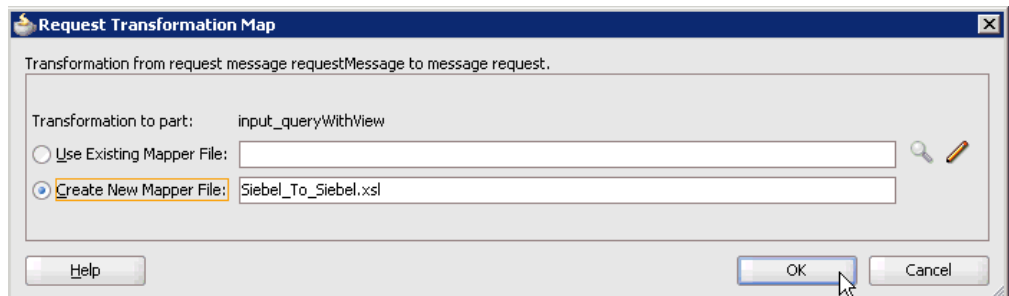 Request Transformation Map
Transformation from request message requestMessage to message request.
Transformation to part: input_queryWithView
Use Existing Mapper File:
Create New Mapper File: Siebel_To_Siebel.xsl
Help OK Cancel